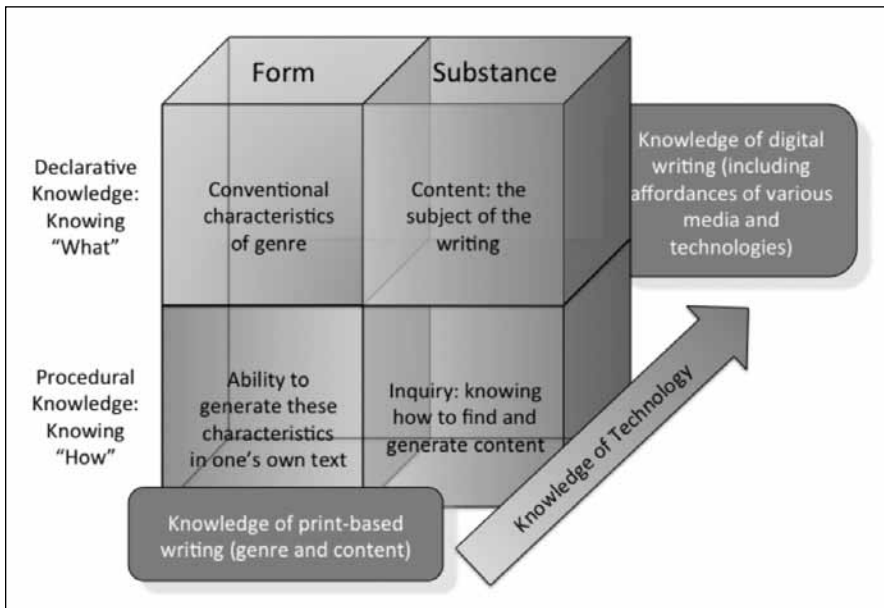 Form
Substance
Declarative
Knowledge:
Knowing
“What”
Conventional
characteristics
of genre
Content: the
subject of the
writing
Knowledge of digital
writing (including
affordances of various
media and
technologies)
Procedural
Knowledge:
Knowing
“How”
Ability to
generate these
characteristics
in one’s own text
Inquiry: knowing
how to find and
generate content
Knowledge of Technology
Knowledge of print-based
writing (genre and content)